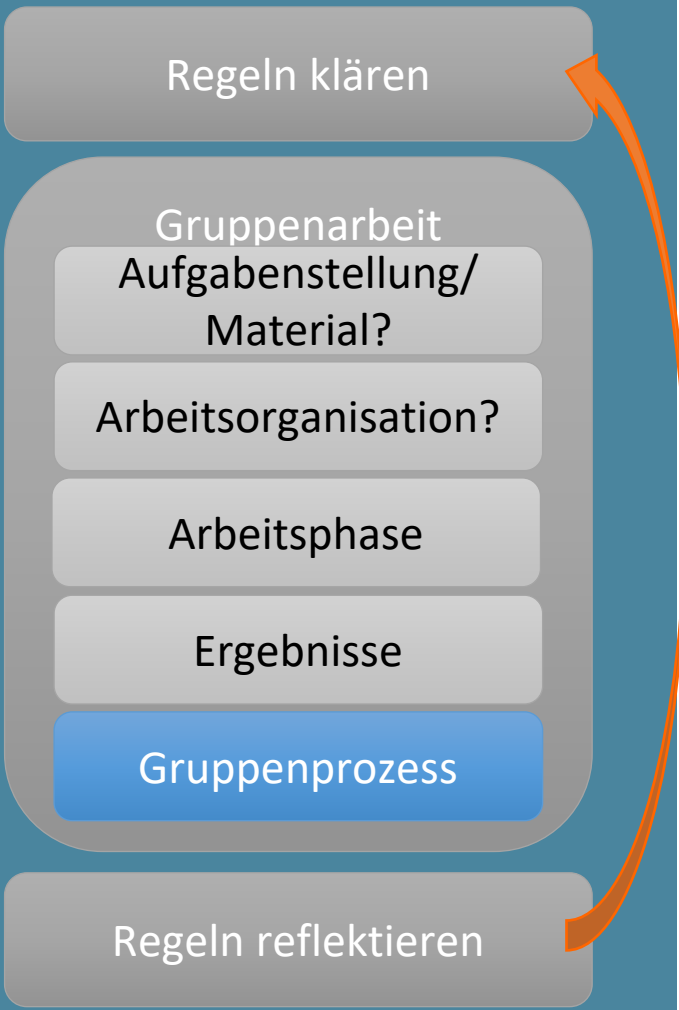 Regeln klären
Gruppenarbeit
Aufgabenstellung/
Material?
Arbeitsorganisation?
Arbeitsphase
Ergebnisse
Gruppenprozess
Regeln reflektieren